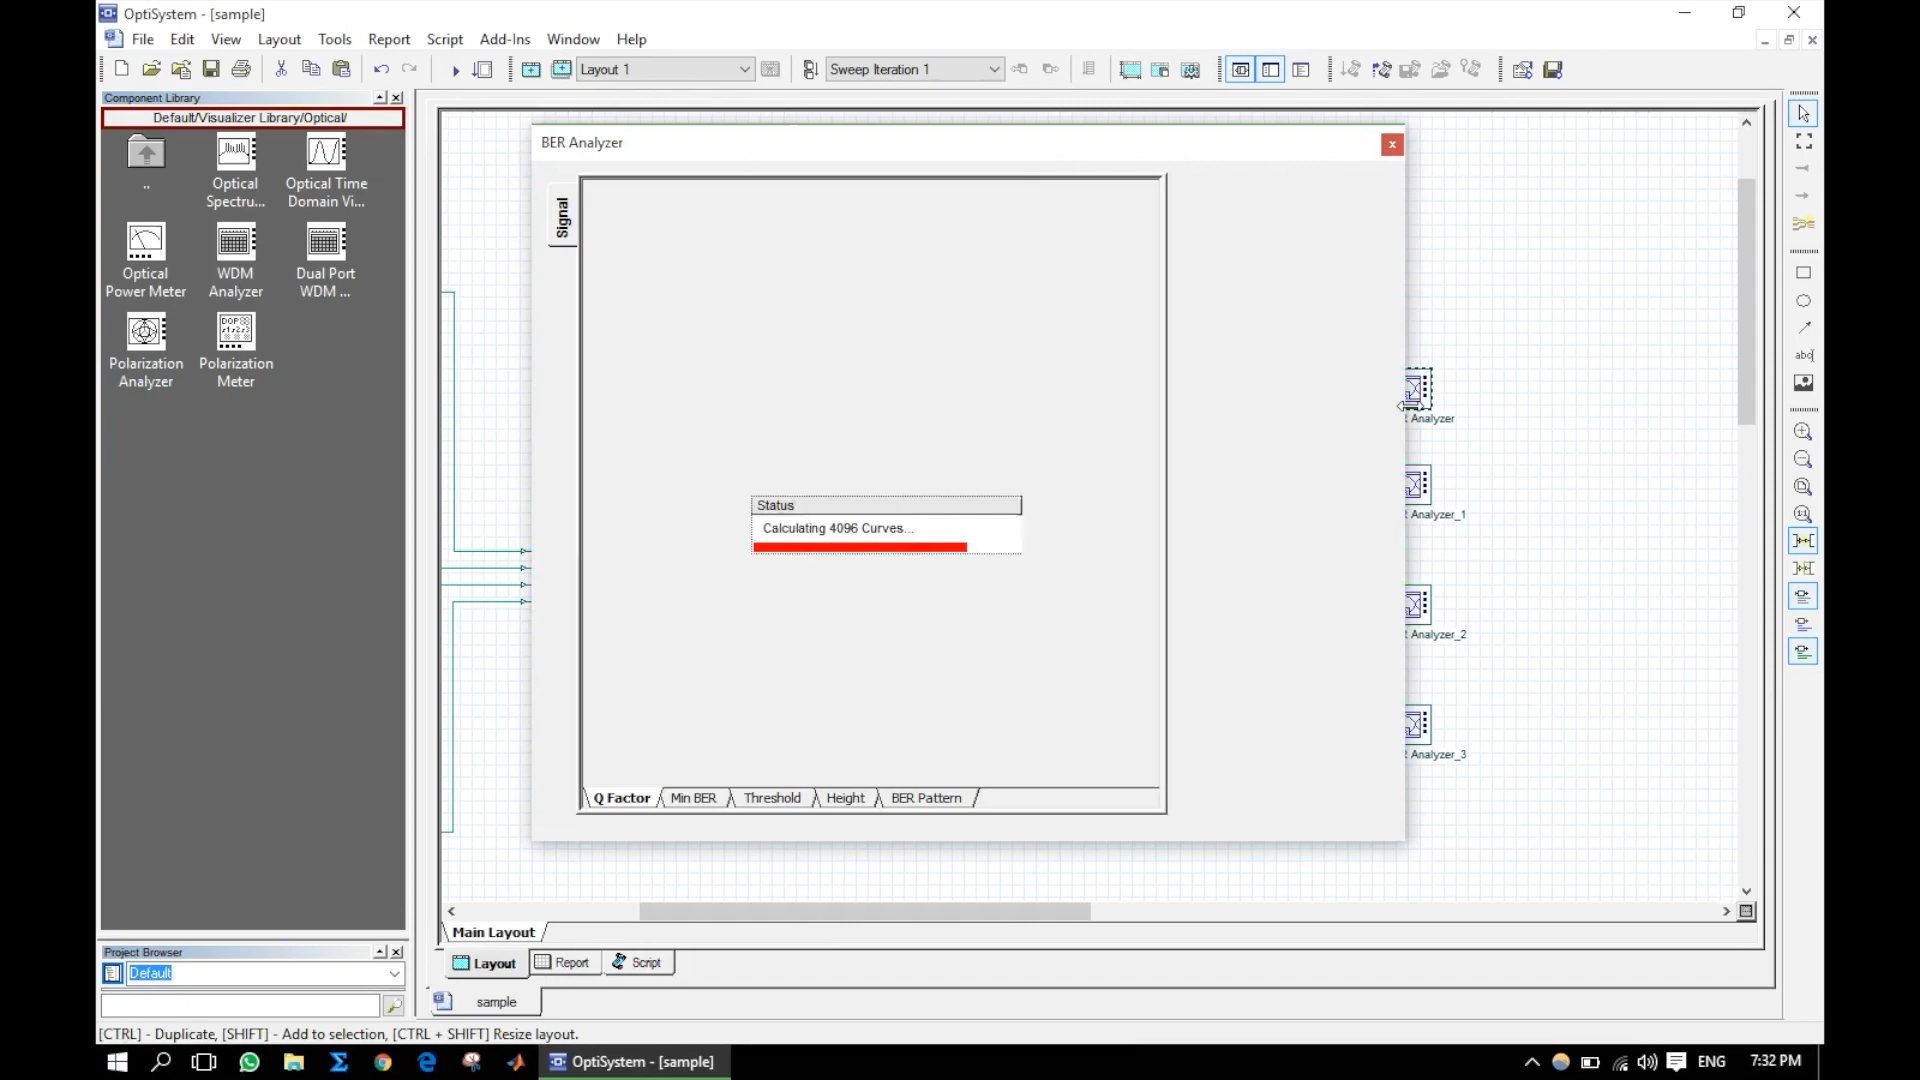 OptiSystem - [sample]
File Edit View Layout Tools Report Script Add-Ins Window Help
Layout 1
Sweep Iteration 1
Component Library
Default/Visualizer Library/Optical/
..
Optical Spectru...
Optical Time Domain Vi...
Optical Power Meter
WDM Analyzer
Dual Port WDM ...
Polarization Analyzer
Polarization Meter
BER Analyzer
Signal
Status
Calculating 4096 Curves...
Q Factor Min BER Threshold Height BER Pattern
Analyzer
Analyzer_1
Analyzer_2
Analyzer_3
Main Layout
Layout Report Script
sample
Project Browser
Default
[CTRL] - Duplicate, [SHIFT] - Add to selection, [CTRL + SHIFT] Resize layout.
OptiSystem - [sample]
ENG
7:32 PM